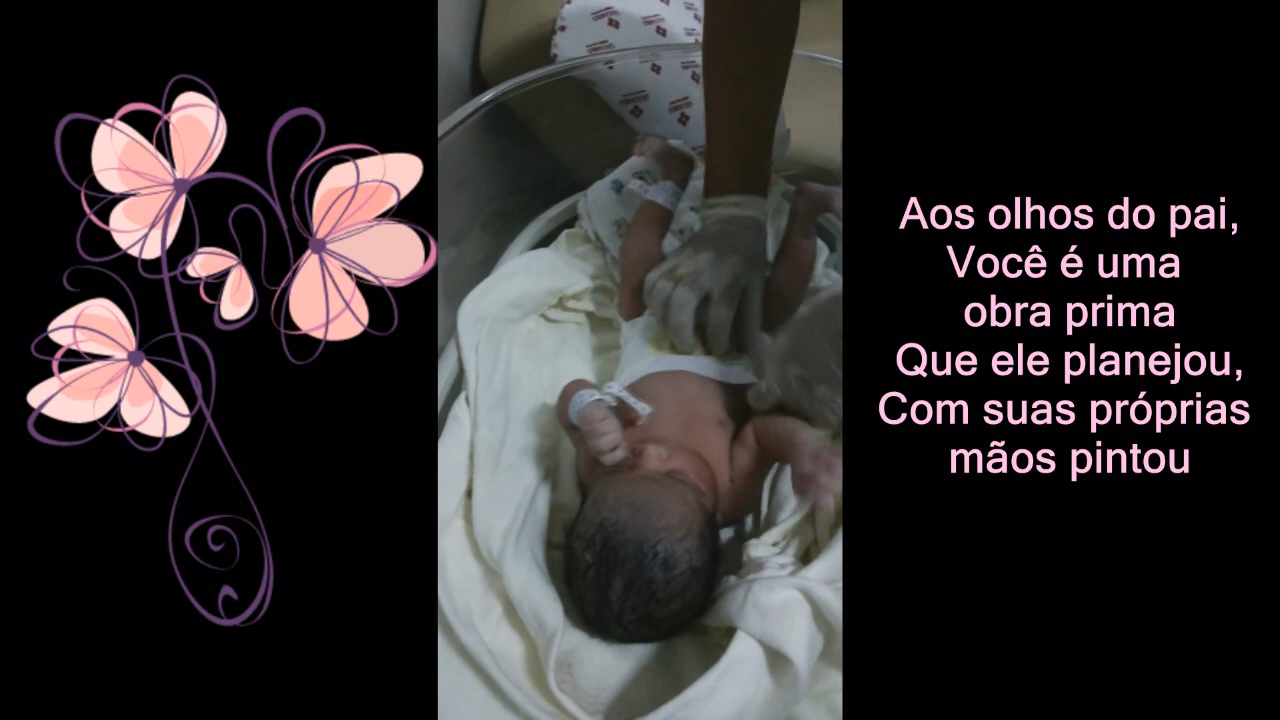 Aos olhos do pai,
Você é uma
obra prima
Que ele planejou,
Com suas próprias
mãos pintou